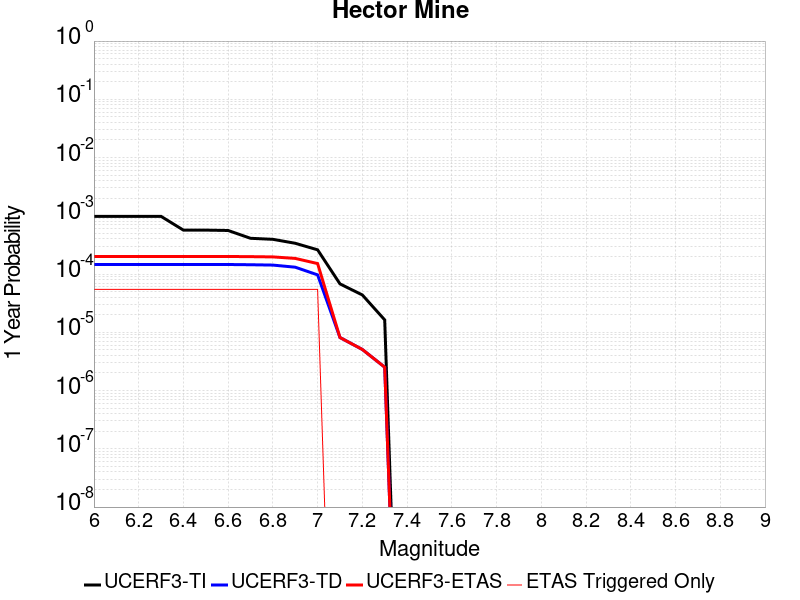 Hector Mine
10^0
10^-1
10^-2
10^-3
10^-4
10^-5
10^-6
10^-7
10^-8
1 Year Probability
6 6.2 6.4 6.6 6.8 7 7.2 7.4 7.6 7.8 8 8.2 8.4 8.6 8.8 9
Magnitude
UCERF3-TI UCERF3-TD UCERF3-ETAS ETAS Triggered Only